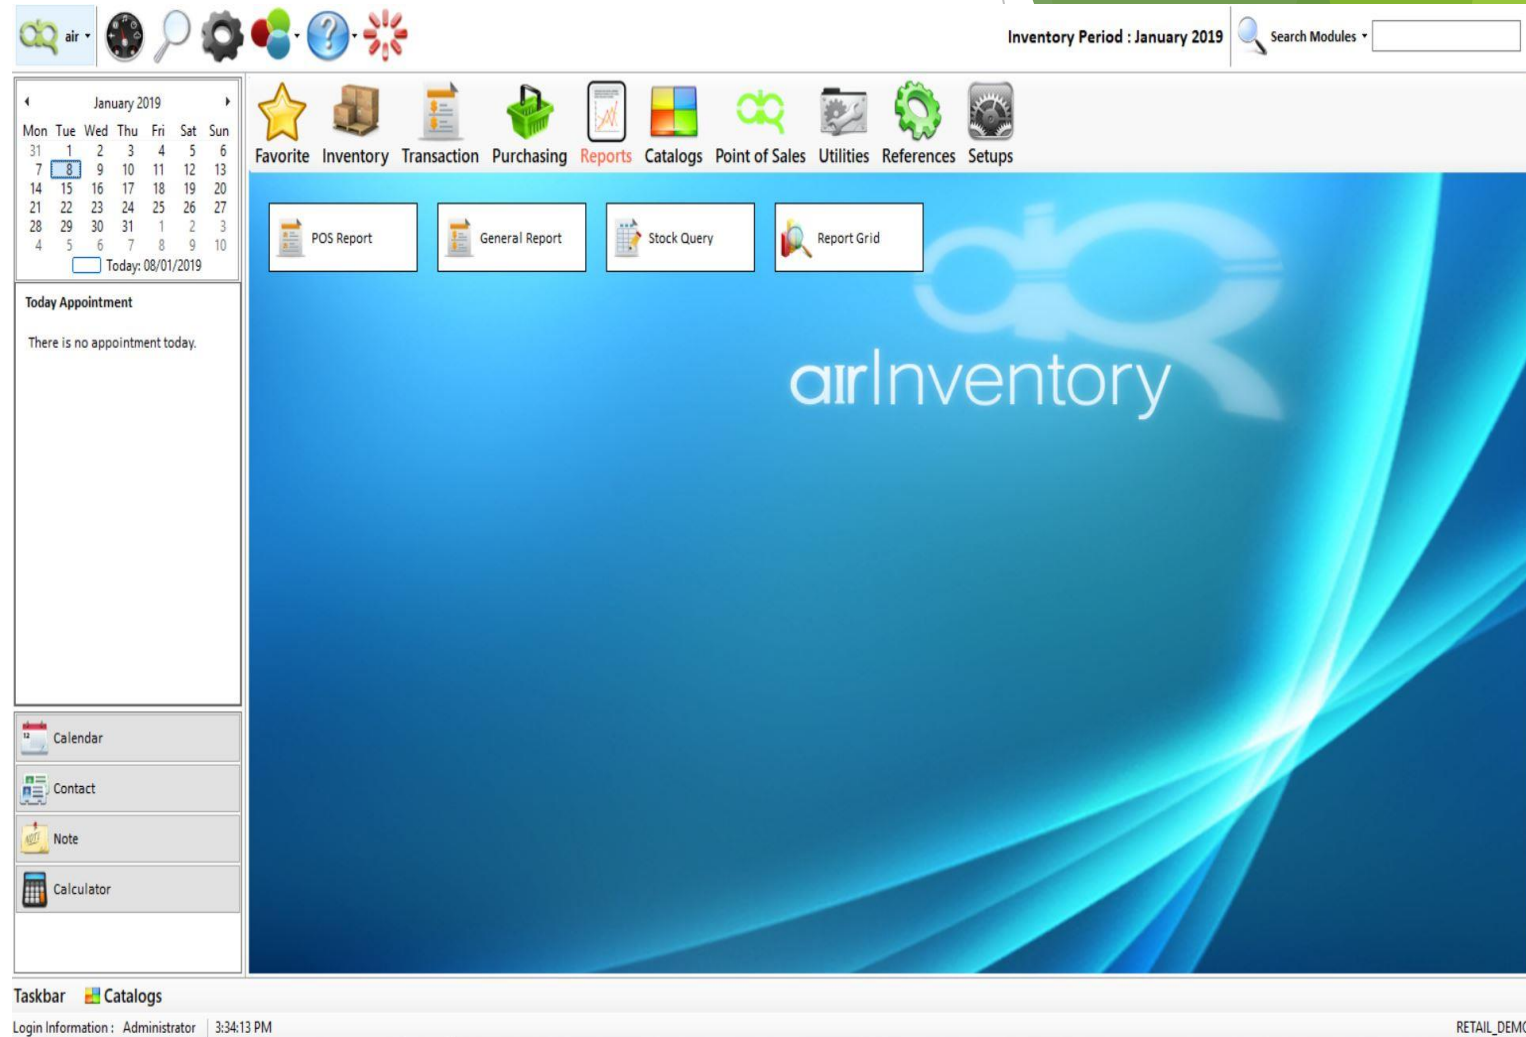 air
Inventory Period : January 2019
Search Modules
January 2019
Mon Tue Wed Thu Fri Sat Sun
31 1 2 3 4 5 6
7 8 9 10 11 12 13
14 15 16 17 18 19 20
21 22 23 24 25 26 27
28 29 30 31 1 2 3
4 5 6 7 8 9 10
Today: 08/01/2019
Favorite Inventory Transaction Purchasing Reports Catalogs Point of Sales Utilities References Setups
POS Report General Report Stock Query Report Grid
airInventory
Today Appointment
There is no appointment today.
Calendar
Contact
Note
Calculator
Taskbar Catalogs
Login Information : Administrator 3:34:13 PM RETAIL_DEMO